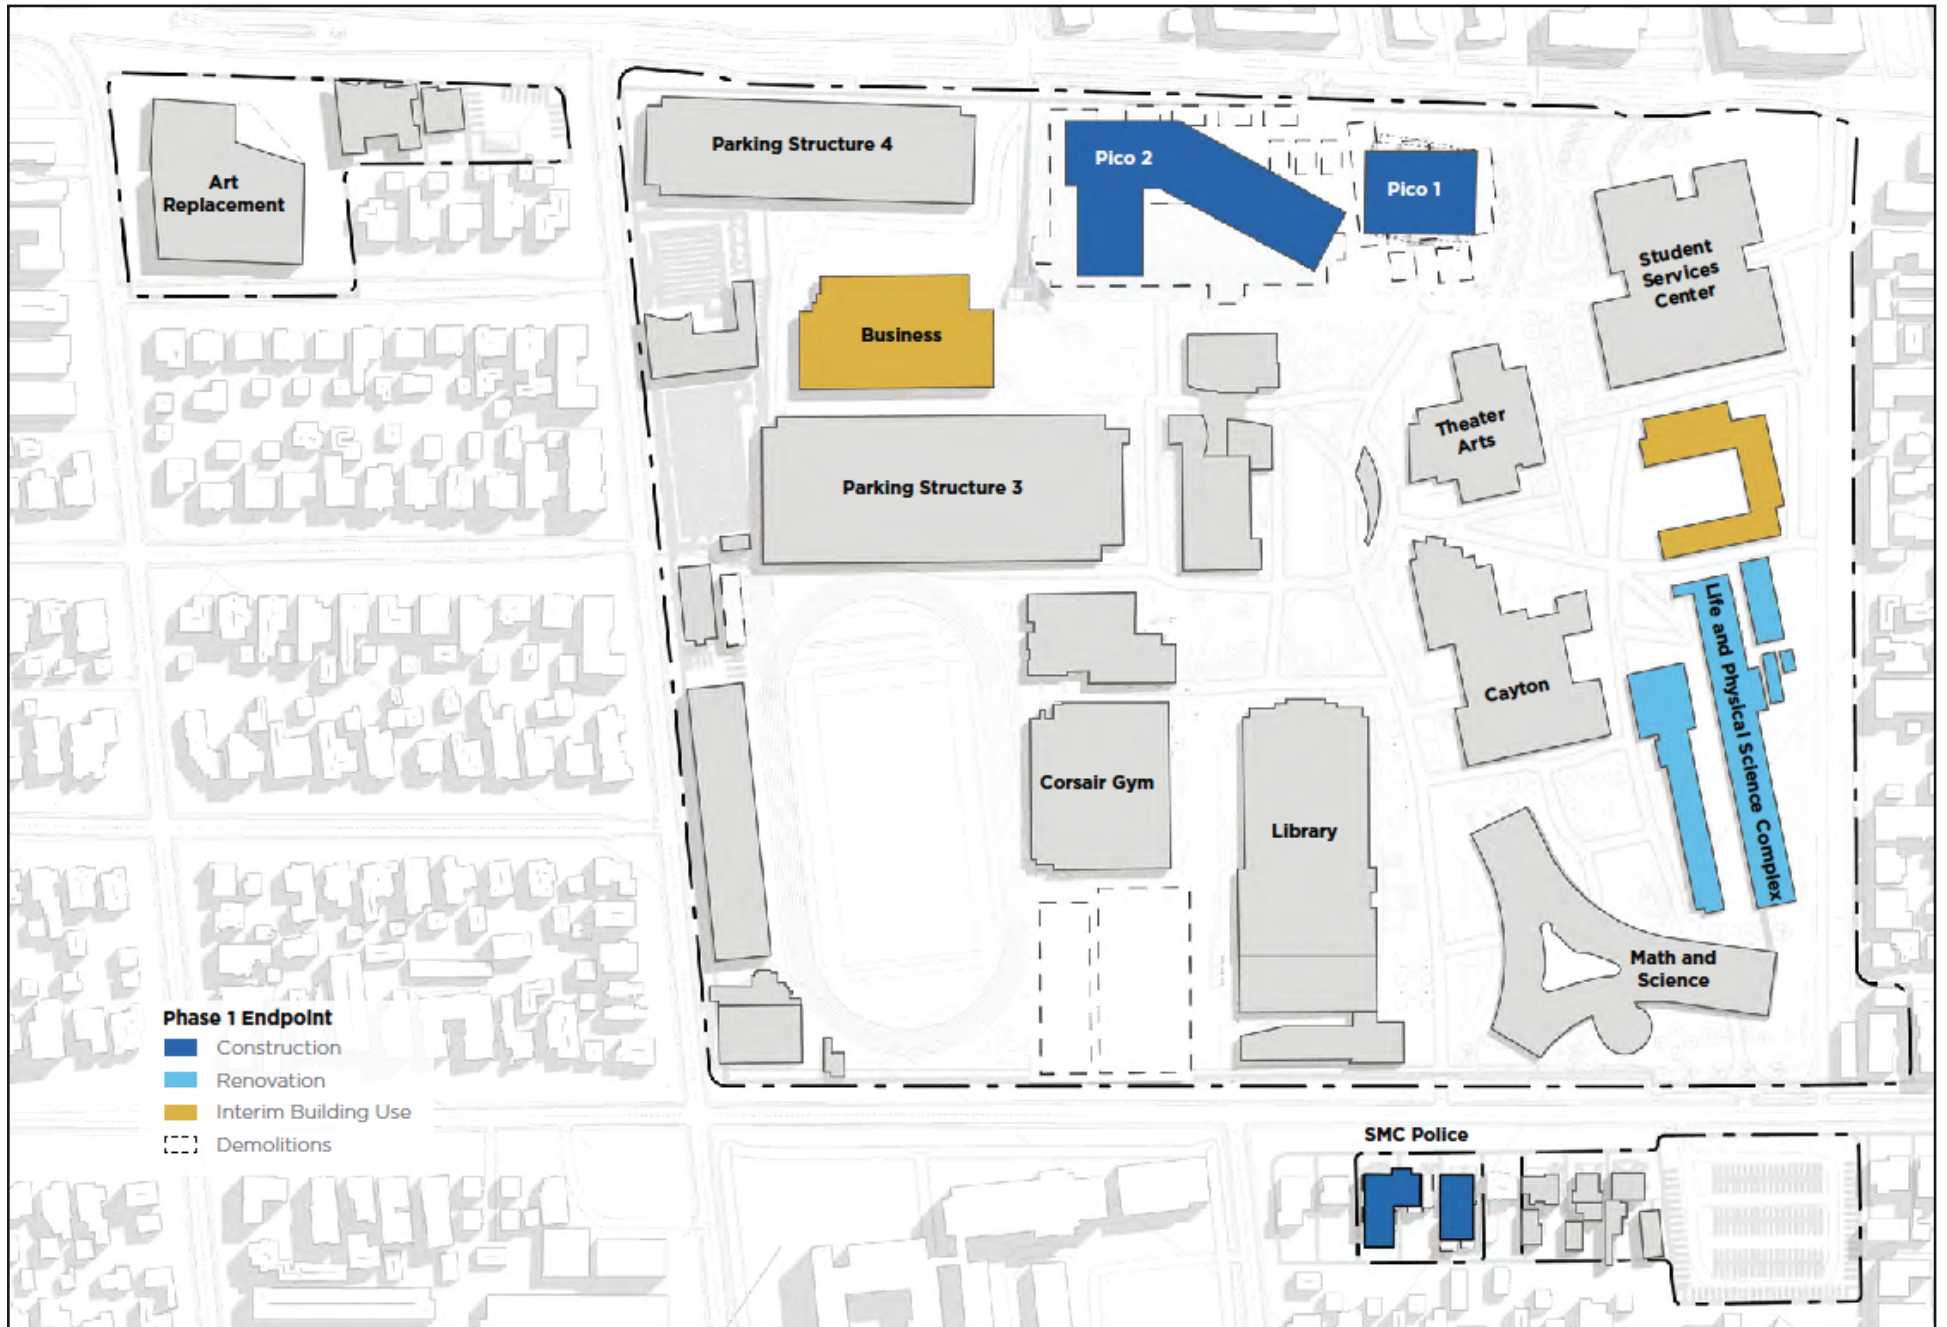 Parking Structure 4
Pico 2
Pico 1
Art
Replacement
Student
Services
Center
Business
Theater
Arts
Parking Structure 3
Life and Physical Science Complex
Cayton
Corsair Gym
Library
Math and
Science
Phase 1 Endpoint
Construction
Renovation
Interim Building Use
Demolitions
SMC Police